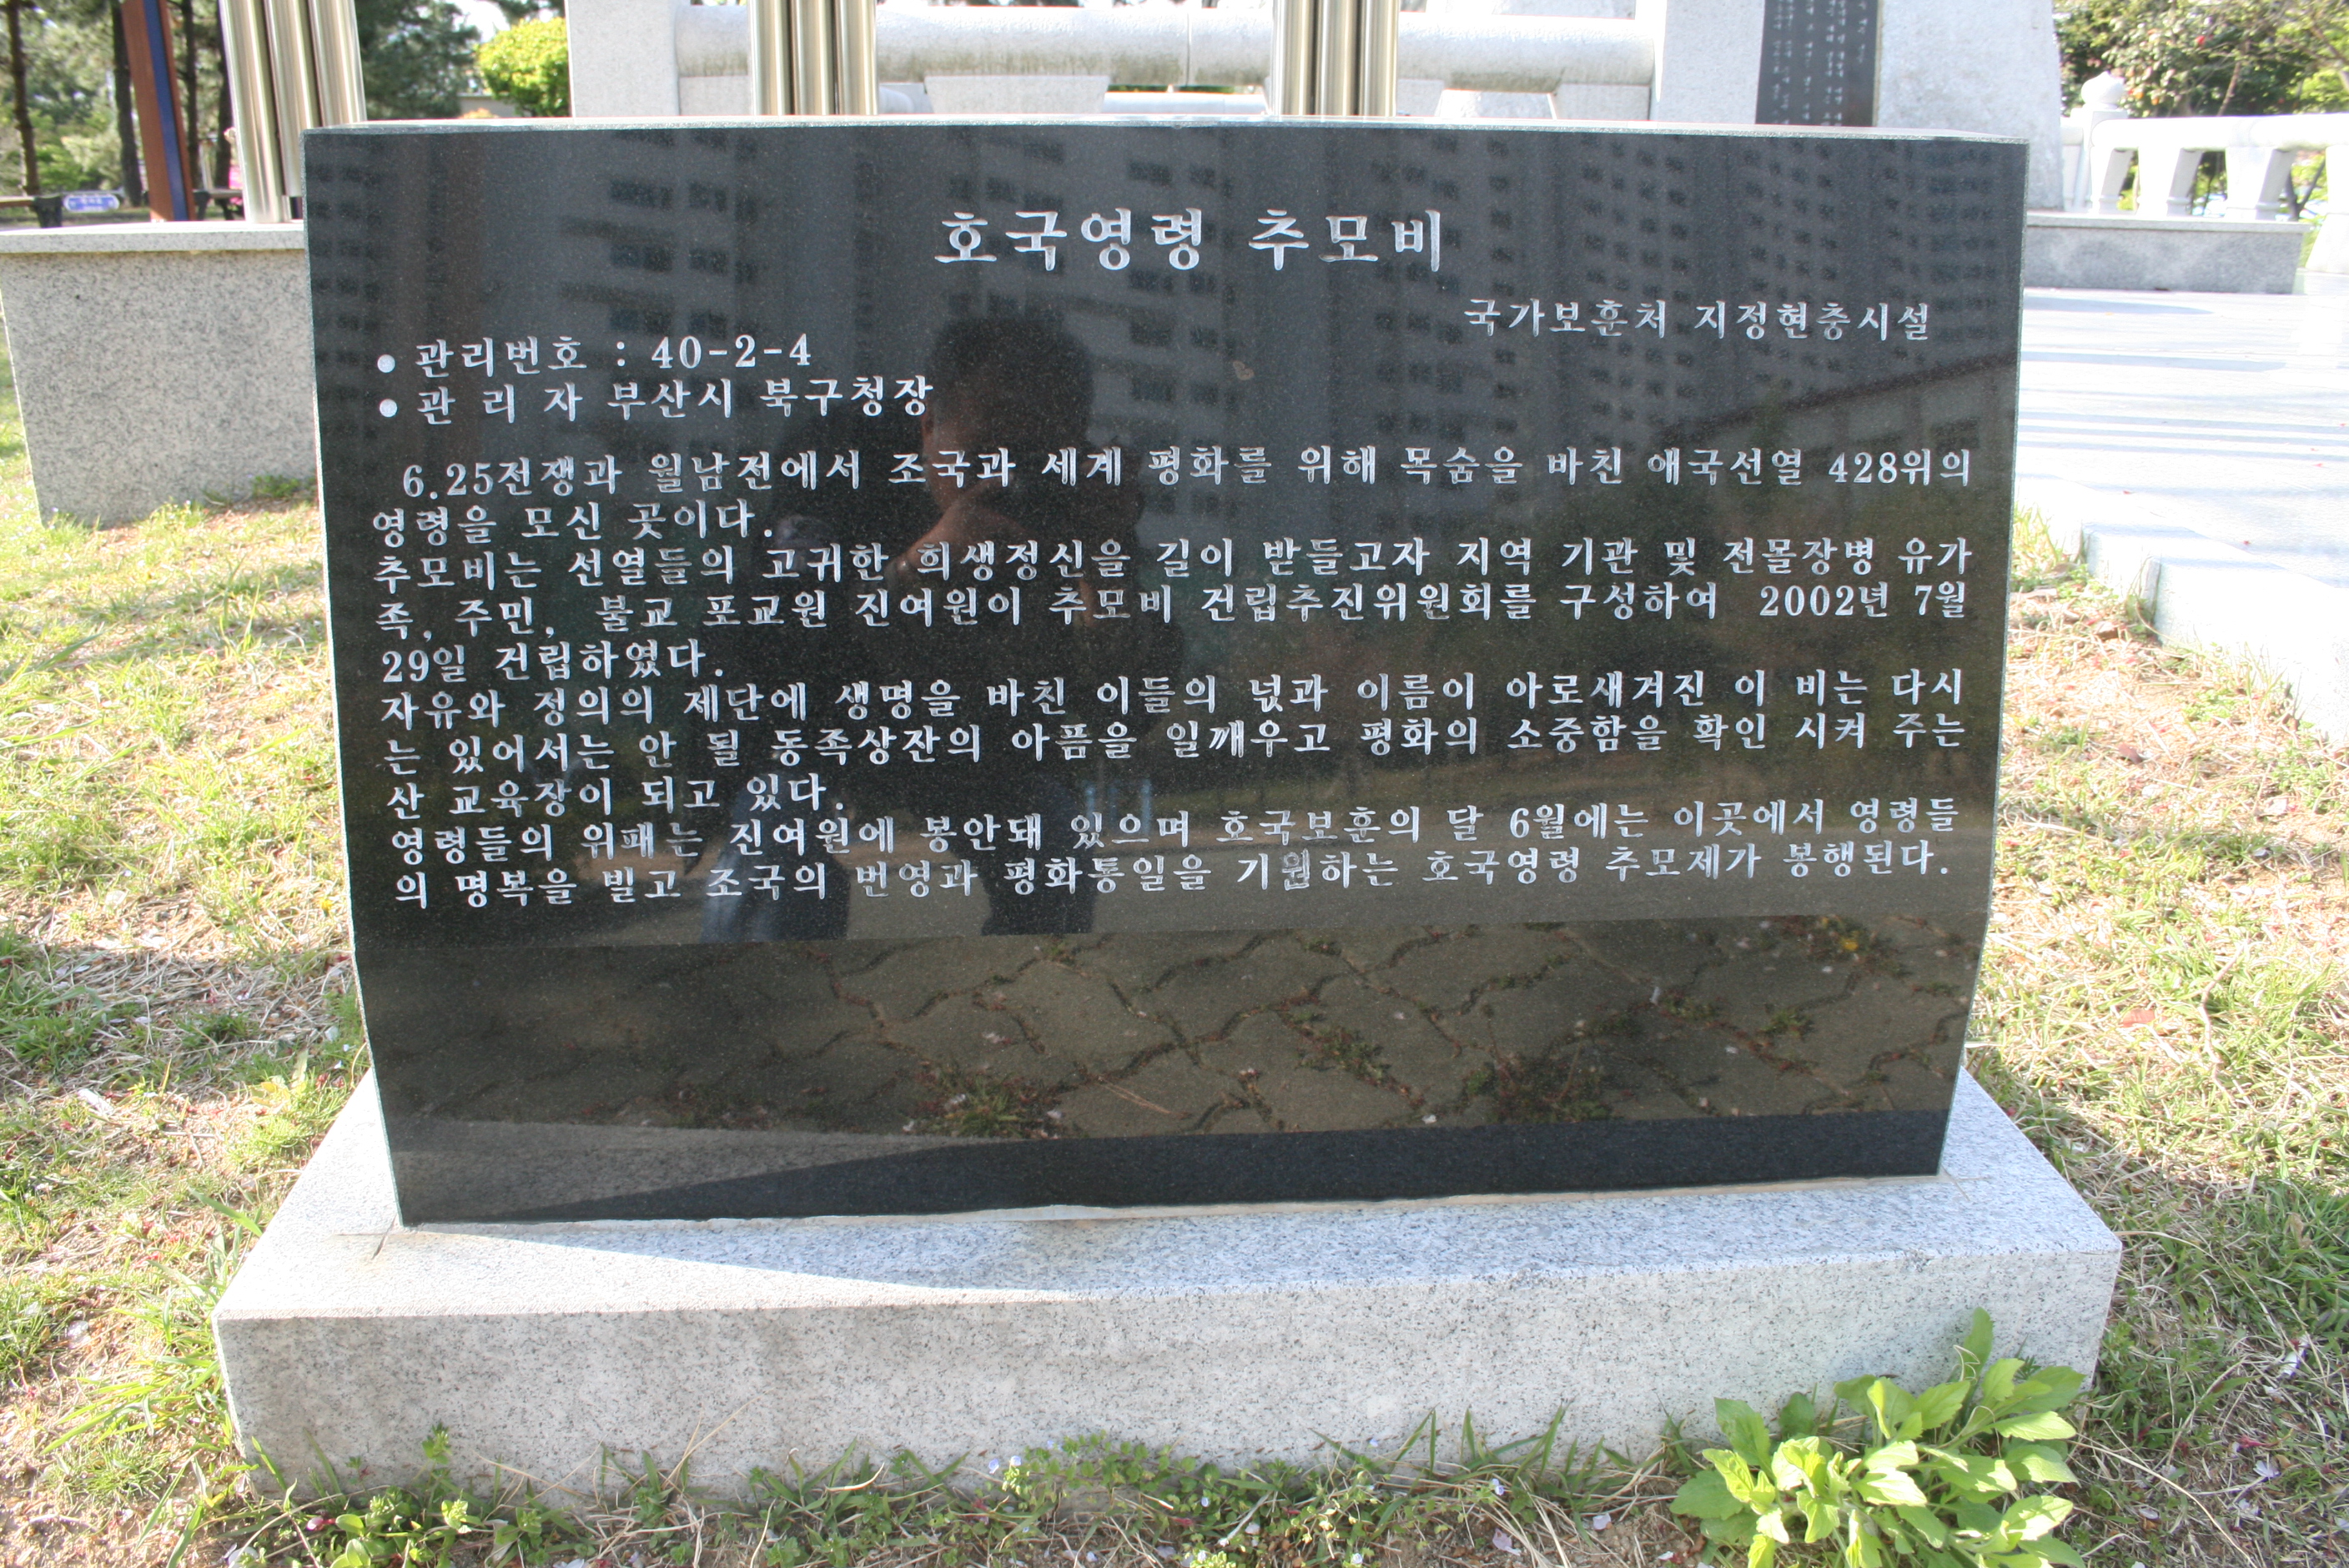 호국영령 추모비
국가보훈처 지정현충시설
• 관리번호 : 40-2-4
• 관 리 자 부산시 북구청장
6.25전쟁과 월남전에서 조국과 세계 평화를 위해 목숨을 바친 애국선열 428위의
영령을 모신 곳이다.
추모비는 선열들의 고귀한 희생정신을 길이 받들고자 지역 기관 및 전몰장병 유가
족, 주민, 불교 포교원 진여원이 추모비 건립추진위원회를 구성하여 2002년 7월
29일 건립하였다.
자유와 정의의 제단에 생명을 바친 이들의 넋과 이름이 아로새겨진 이 비는 다시
는 있어서는 안 될 동족상잔의 아픔을 일깨우고 평화의 소중함을 확인 시켜 주는
산 교육장이 되고 있다.
영령들의 위패는 진여원에 봉안돼 있으며 호국보훈의 달 6월에는 이곳에서 영령들
의 명복을 빌고 조국의 번영과 평화통일을 기원하는 호국영령 추모제가 봉행된다.